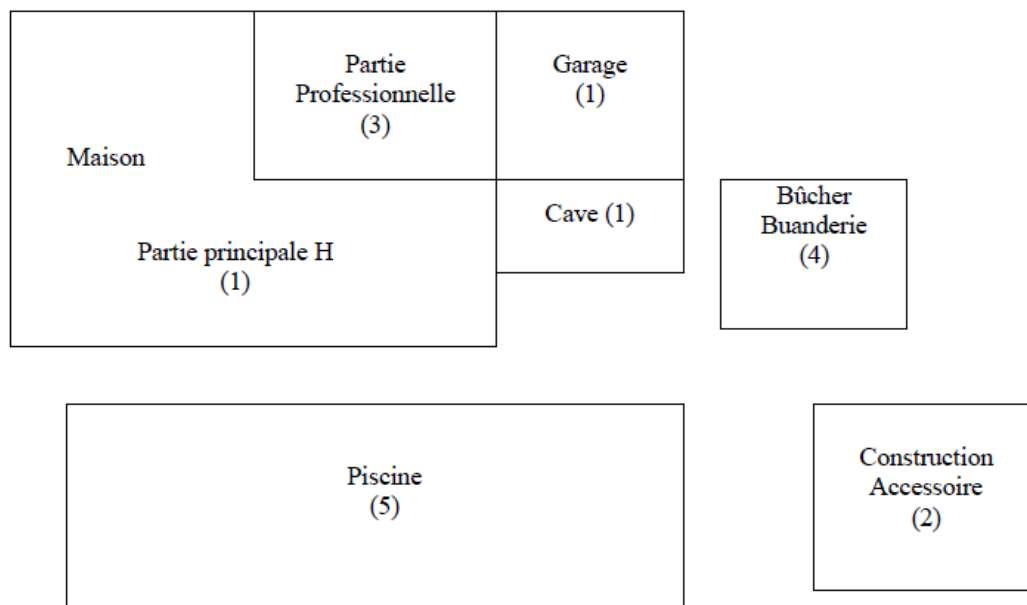 Partie
Professionnelle
(3)
Garage
(1)
Maison
Cave (1)
Bûcher
Buanderie
(4)
Partie principale H
(1)
Piscine
(5)
Construction
Accessoire
(2)